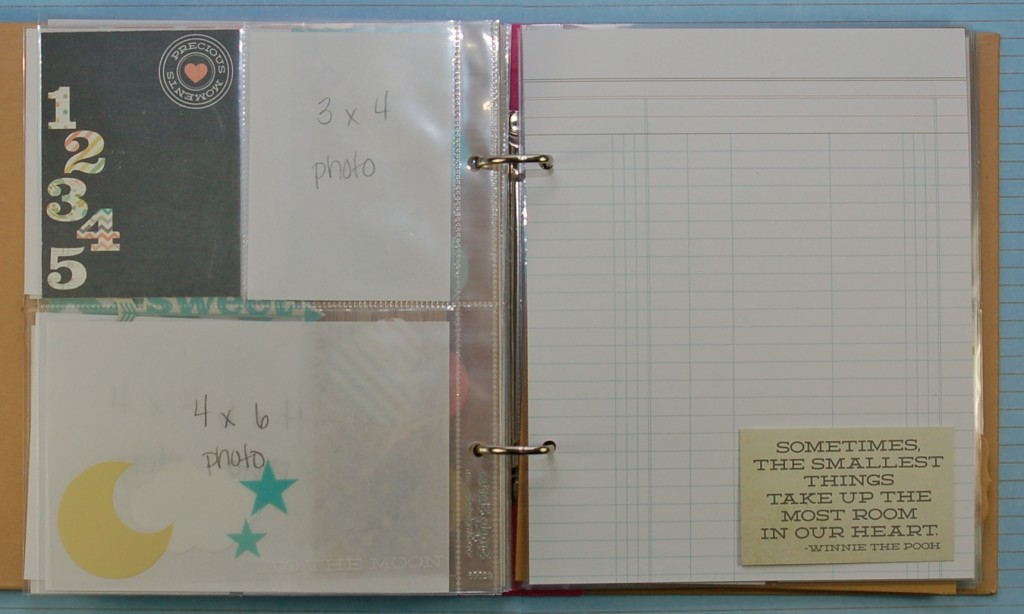 PRECIOUS MOMENTS
1
2
3
4
5
3 x 4
photo
sweet
4 x 6
photo
THE MOON
SOMETIMES,
THE SMALLEST
THINGS
TAKE UP THE
MOST ROOM
IN OUR HEART.
-WINNIE THE POOH